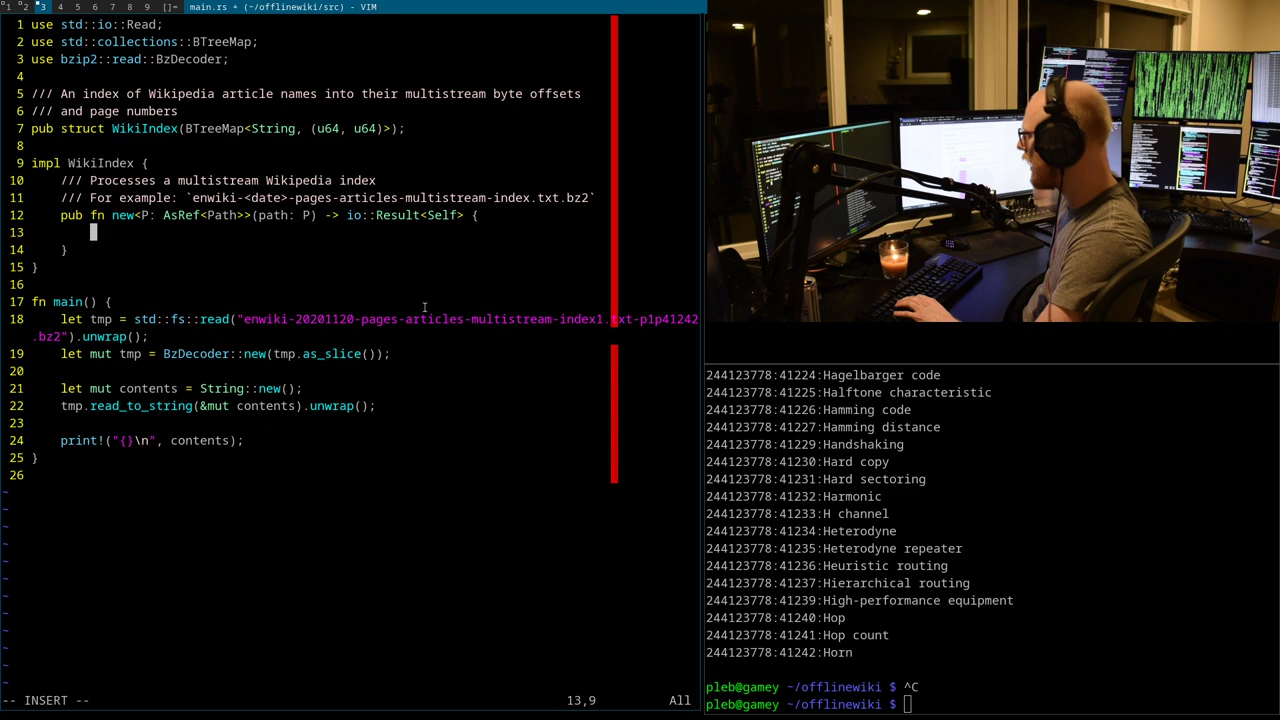 1 2 3 4 5 6 7 8 9 []= main.rs + (~/offlinewiki/src) - VIM
1 use std::io::Read;
2 use std::collections::BTreeMap;
3 use bzip2::read::BzDecoder;
4
5 /// An index of Wikipedia article names into their multistream byte offsets
6 /// and page numbers
7 pub struct WikiIndex(BTreeMap<String, (u64, u64)>);
8
9 impl WikiIndex {
10 /// Processes a multistream Wikipedia index
11 /// For example: `enwiki-<date>-pages-articles-multistream-index.txt.bz2`
12 pub fn new<P: AsRef<Path>>(path: P) -> io::Result<Self> {
13
14 }
15 }
16
17 fn main() {
18 let tmp = std::fs::read("enwiki-20201120-pages-articles-multistream-index1.txt-p1p41242
.bz2").unwrap();
19 let mut tmp = BzDecoder::new(tmp.as_slice());
20
21 let mut contents = String::new();
22 tmp.read_to_string(&mut contents).unwrap();
23
24 print!("{}\n", contents);
25 }
26
~
~
~
~
~
~
~
~
~
~
~
~
-- INSERT -- 13,9 All
244123778:41224:Hagelbarger code
244123778:41225:Halftone characteristic
244123778:41226:Hamming code
244123778:41227:Hamming distance
244123778:41229:Handshaking
244123778:41230:Hard copy
244123778:41231:Hard sectoring
244123778:41232:Harmonic
244123778:41233:H channel
244123778:41234:Heterodyne
244123778:41235:Heterodyne repeater
244123778:41236:Heuristic routing
244123778:41237:Hierarchical routing
244123778:41239:High-performance equipment
244123778:41240:Hop
244123778:41241:Hop count
244123778:41242:Horn
pleb@gamey ~/offlinewiki $ ^C
pleb@gamey ~/offlinewiki $